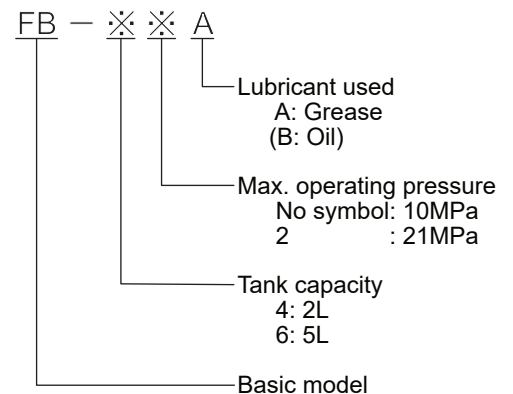 FB - ※ ※ A
Lubricant used
A: Grease
(B: Oil)
Max. operating pressure
No symbol: 10MPa
2 : 21MPa
Tank capacity
4: 2L
6: 5L
Basic model